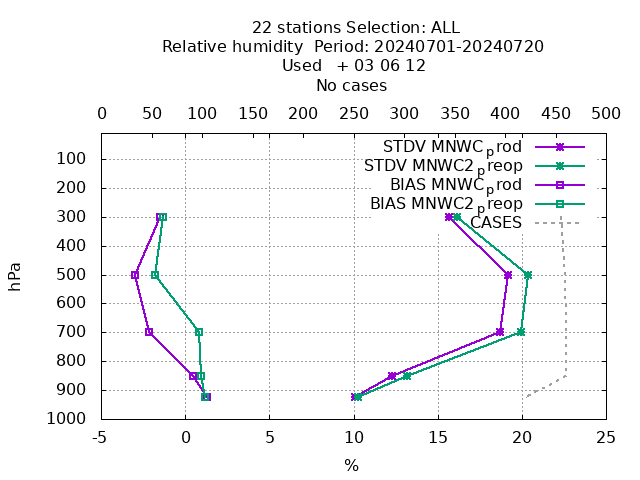 22 stations Selection: ALL
Relative humidity  Period: 20240701-20240720
Used   + 03 06 12
No cases
0 50 100 150 200 250 300 350 400 450 500
STDV MNWC_prod
STDV MNWC2_preop
BIAS MNWC_prod
BIAS MNWC2_preop
CASES
100
200
300
400
500
600
700
800
900
1000
hPa
-5 0 5 10 15 20 25
%